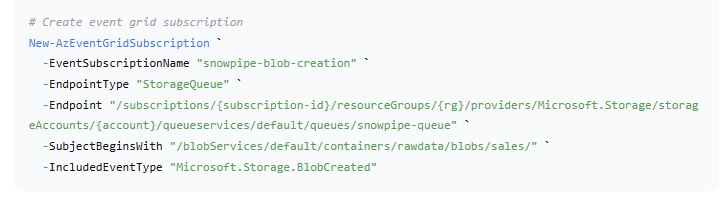 # Create event grid subscription
New-AzEventGridSubscription `
  -EventSubscriptionName "snowpipe-blob-creation" `
  -EndpointType "StorageQueue" `
  -Endpoint "/subscriptions/{subscription-id}/resourceGroups/{rg}/providers/Microsoft.Storage/storag
eAccounts/{account}/queueservices/default/queues/snowpipe-queue" `
  -SubjectBeginsWith "/blobServices/default/containers/rawdata/blobs/sales/" `
  -IncludedEventType "Microsoft.Storage.BlobCreated"